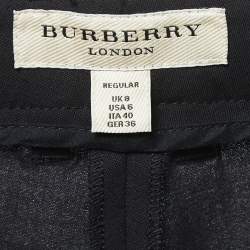 BURBERRY
LONDON
REGULAR
UK 8
USA 6
ITA 40
GER 36